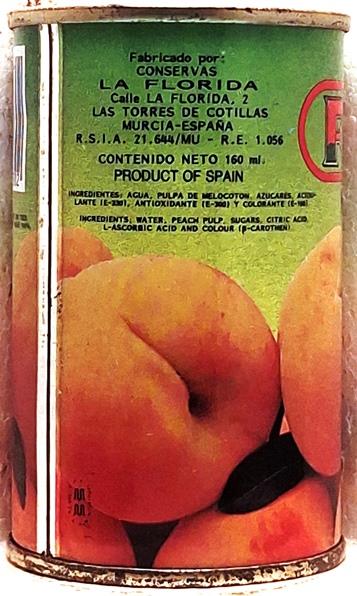 Fabricado por:
CONSERVAS
LA FLORIDA
Calle LA FLORIDA, 2
LAS TORRES DE COTILLAS
MURCIA-ESPAÑA
R.S.I.A. 21.644/MU - R.E. 1.056
CONTENIDO NETO 160 ml.
PRODUCT OF SPAIN
INGREDIENTES: AGUA, PULPA DE MELOCOTON, AZUCARES, ACIDU-
LANTE (E-330), ANTIOXIDANTE (E-300) Y COLORANTE (E-160)
INGREDIENTS, WATER, PEACH PULP, SUGARS, CITRIC ACID,
L-ASCORBIC ACID AND COLOUR (β-CAROTHEN)